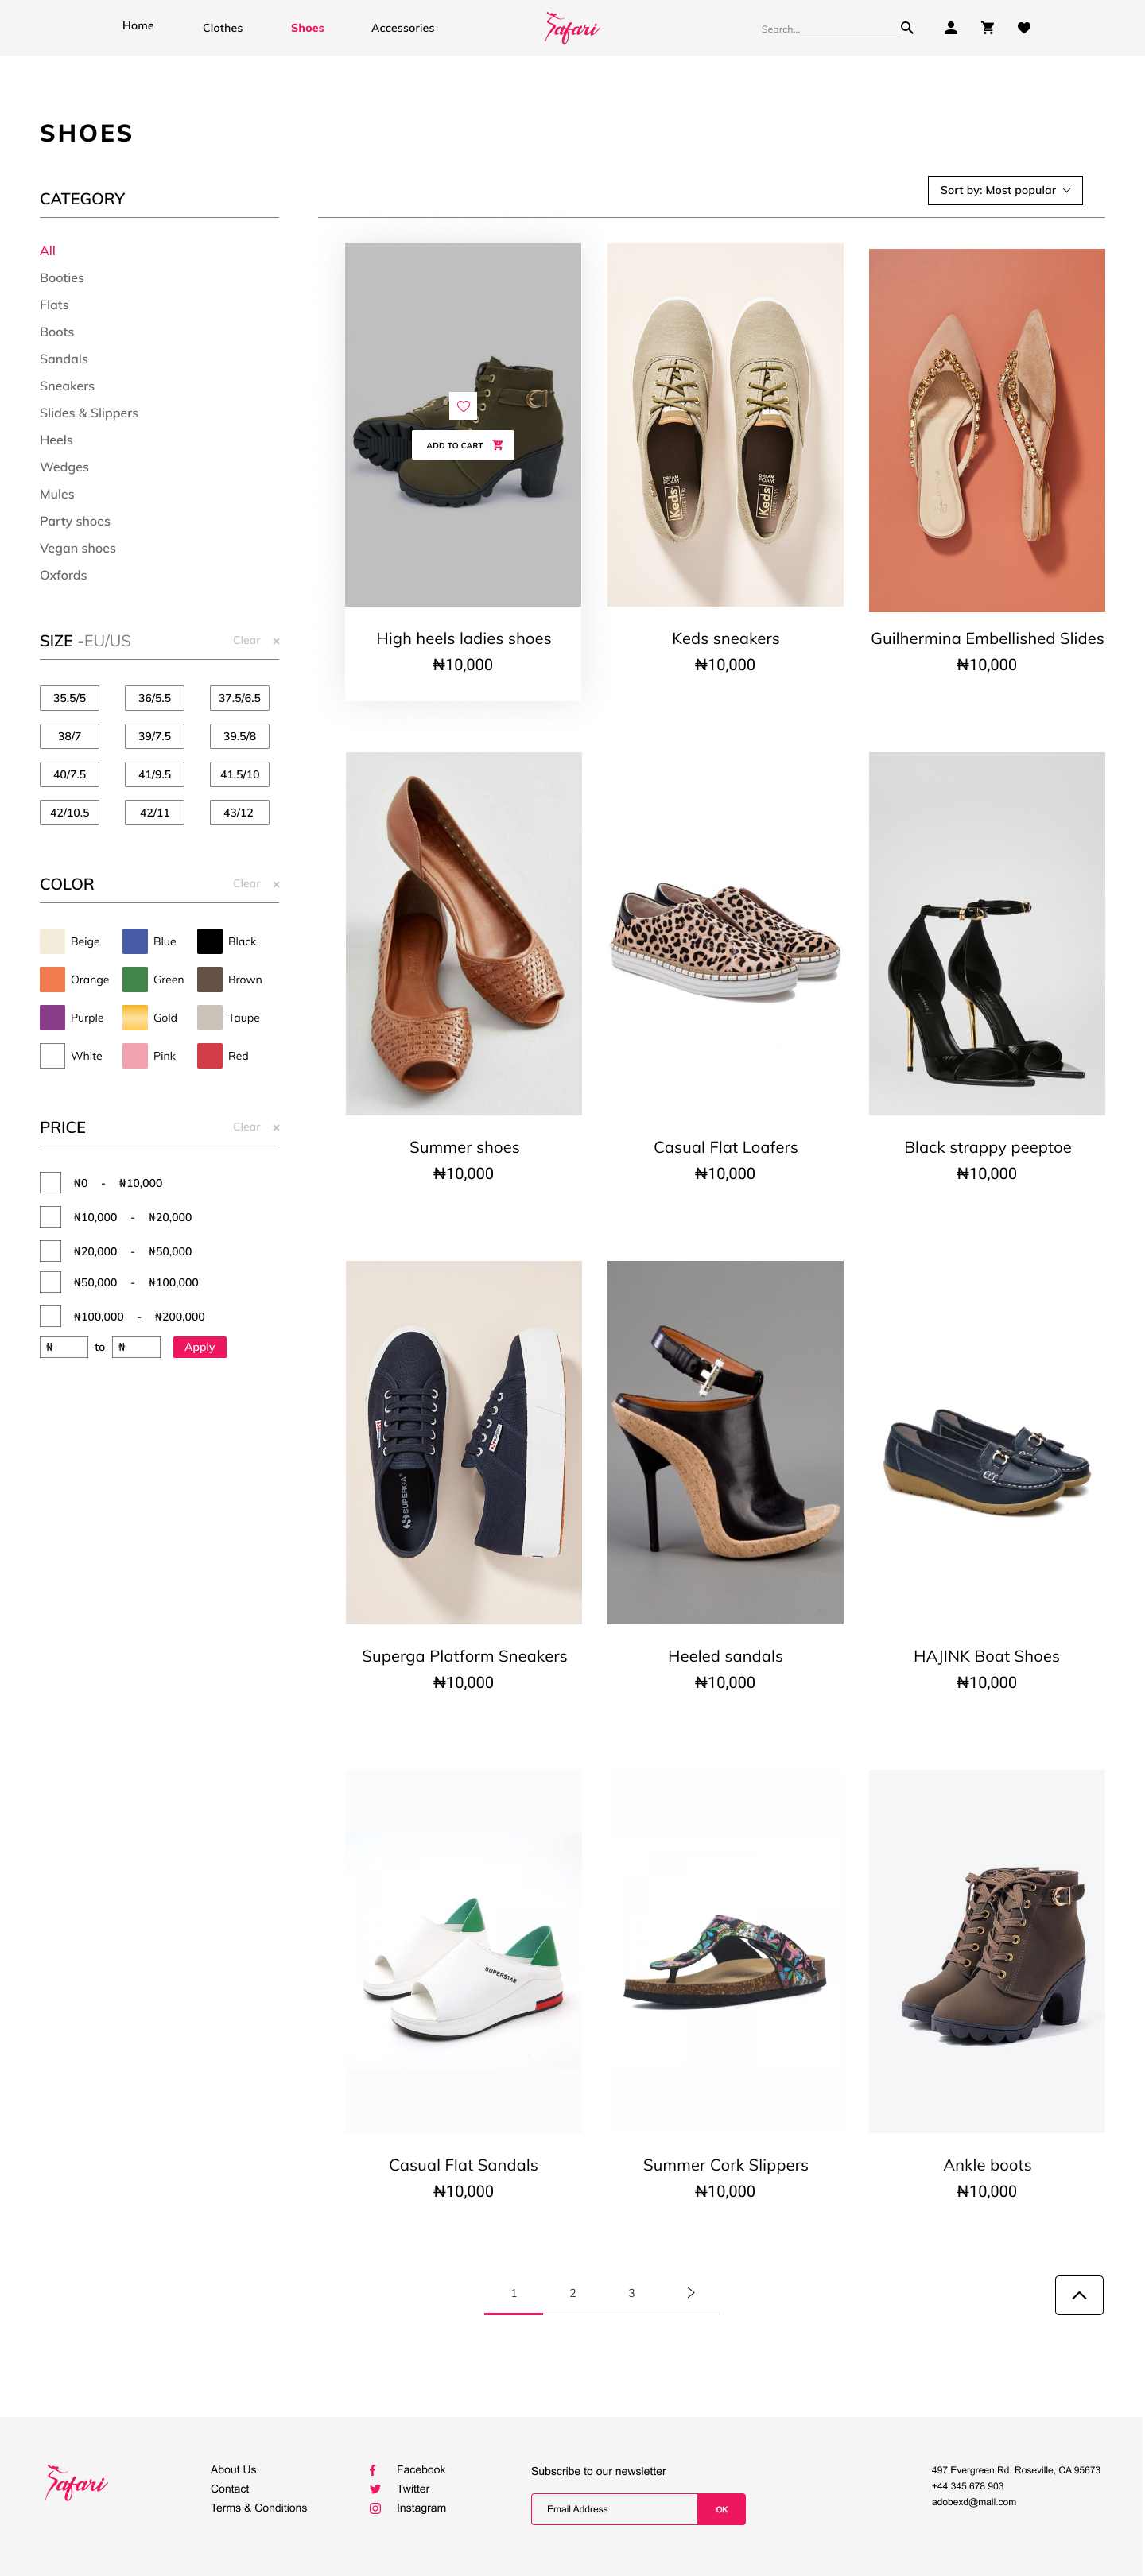 Home
Clothes
Shoes
Accessories
Safari
Search...
SHOES
CATEGORY
Sort by: Most popular
All
Booties
Flats
Boots
Sandals
Sneakers
Slides & Slippers
Heels
Wedges
Mules
Party shoes
Vegan shoes
Oxfords
SIZE -EU/US
Clear
35.5/5 36/5.5 37.5/6.5
38/7 39/7.5 39.5/8
40/7.5 41/9.5 41.5/10
42/10.5 42/11 43/12
COLOR
Clear
Beige Blue Black
Orange Green Brown
Purple Gold Taupe
White Pink Red
PRICE
Clear
₦0 - ₦10,000
₦10,000 - ₦20,000
₦20,000 - ₦50,000
₦50,000 - ₦100,000
₦100,000 - ₦200,000
₦ to ₦ Apply
ADD TO CART
High heels ladies shoes
₦10,000
DREAM
FOAM
Keds
DREAM
FOAM
Keds
Keds sneakers
₦10,000
Guilhermina Embellished Slides
₦10,000
Summer shoes
₦10,000
Casual Flat Loafers
₦10,000
Black strappy peeptoe
₦10,000
SUPERGA
Superga Platform Sneakers
₦10,000
Heeled sandals
₦10,000
HAJINK Boat Shoes
₦10,000
SUPERSTAR
Casual Flat Sandals
₦10,000
Summer Cork Slippers
₦10,000
Ankle boots
₦10,000
1 2 3
Safari
About Us
Contact
Terms & Conditions
Facebook
Twitter
Instagram
Subscribe to our newsletter
Email Address
OK
497 Evergreen Rd. Roseville, CA 95673
+44 345 678 903
adobexd@mail.com